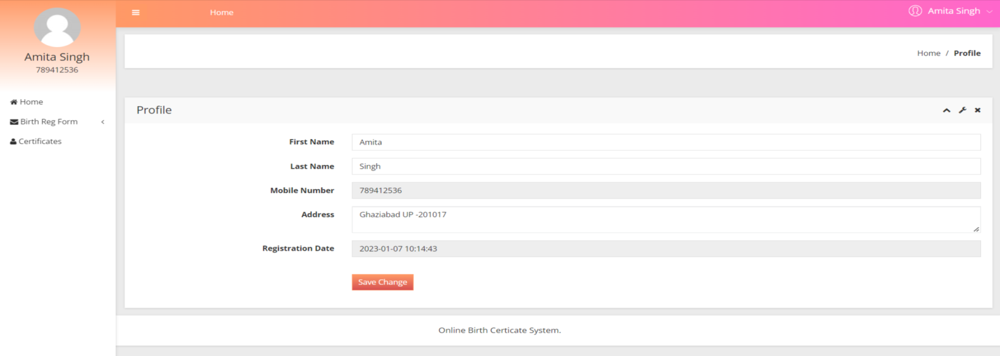 Amita Singh
789412536
Home
Birth Reg Form
Certificates
Home
Amita Singh
Home / Profile
Profile
First Name Amita
Last Name Singh
Mobile Number 789412536
Address Ghaziabad UP -201017
Registration Date 2023-01-07 10:14:43
Save Change
Online Birth Certicate System.